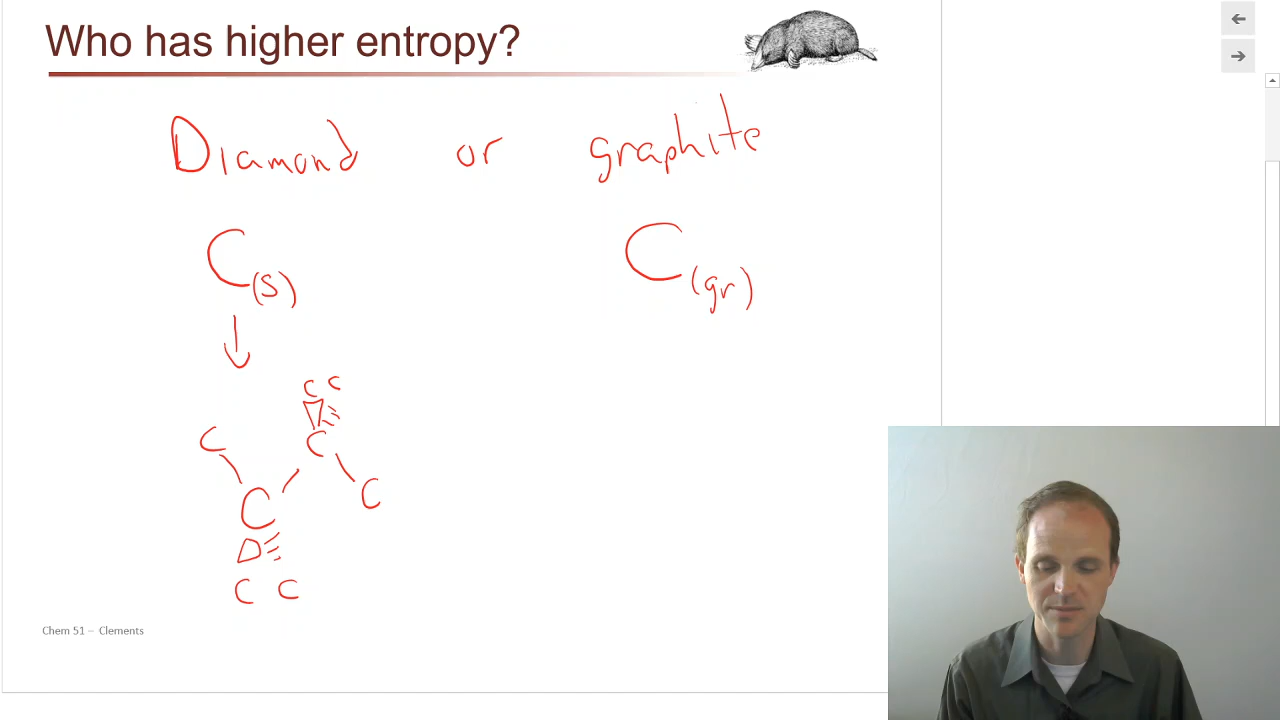 Who has higher entropy?
Diamond or graphite
C(s) C(gr)
C C
C C
C C
C C
Chem 51 – Clements